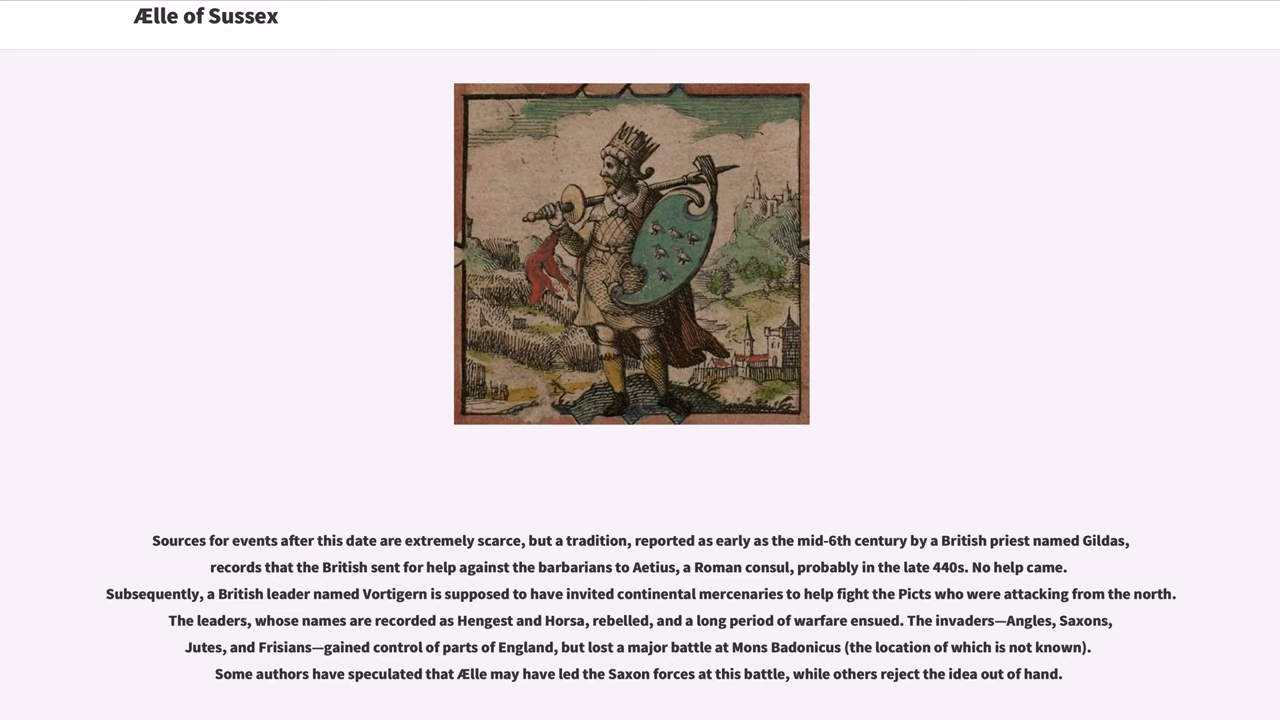 Ælle of Sussex
Sources for events after this date are extremely scarce, but a tradition, reported as early as the mid-6th century by a British priest named Gildas,
records that the British sent for help against the barbarians to Aetius, a Roman consul, probably in the late 440s. No help came.
Subsequently, a British leader named Vortigern is supposed to have invited continental mercenaries to help fight the Picts who were attacking from the north.
The leaders, whose names are recorded as Hengest and Horsa, rebelled, and a long period of warfare ensued. The invaders—Angles, Saxons,
Jutes, and Frisians—gained control of parts of England, but lost a major battle at Mons Badonicus (the location of which is not known).
Some authors have speculated that Ælle may have led the Saxon forces at this battle, while others reject the idea out of hand.